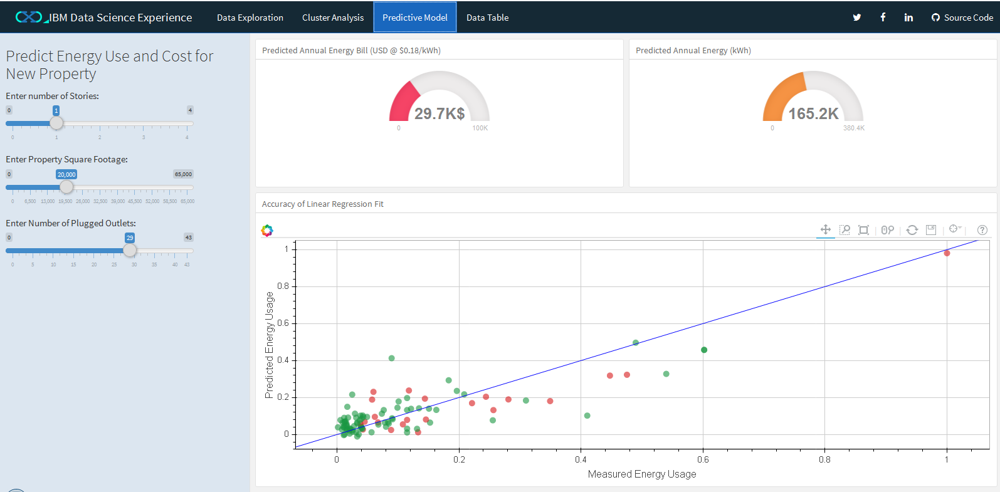 IBM Data Science Experience Data Exploration Cluster Analysis Predictive Model Data Table Source Code
Predict Energy Use and Cost for
New Property
Enter number of Stories:
0 1 4
0 1 2 3 4
Enter Property Square Footage:
0 20,000 65,000
0 6,500 13,000 19,500 26,000 32,500 39,000 45,500 52,000 58,500 65,000
Enter Number of Plugged Outlets:
0 29 43
0 5 10 15 20 25 30 35 40 43
Predicted Annual Energy Bill (USD @ $0.18/kWh)
29.7K$
0 100K
Predicted Annual Energy (kWh)
165.2K
0 380.4K
Accuracy of Linear Regression Fit
Predicted Energy Usage
1
0.8
0.6
0.4
0.2
0
0 0.2 0.4 0.6 0.8 1
Measured Energy Usage